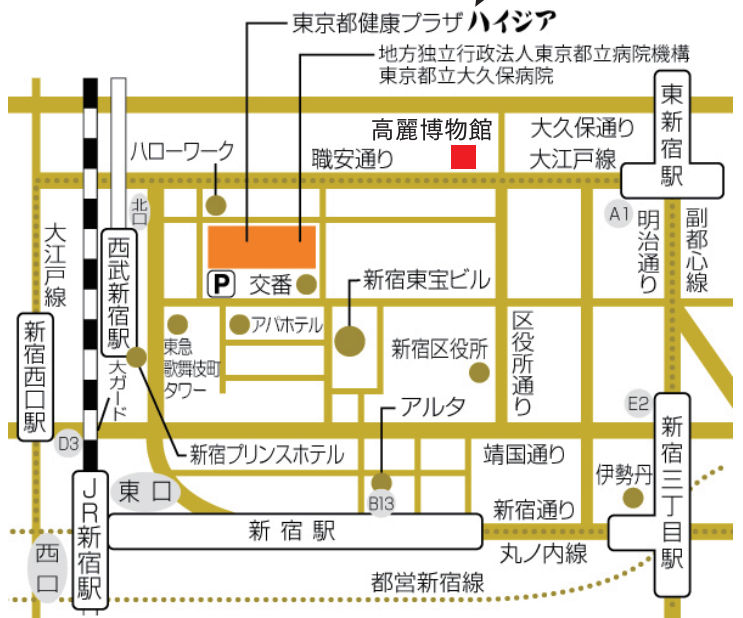 東京都健康プラザ ハイジア
地方独立行政法人東京都立病院機構
東京都立大久保病院
東新宿駅
高麗博物館
大久保通り
ハローワーク
職安通り
大江戸線
北口
A1
大江戸線
西武新宿駅
明治通り
副都心線
P
交番
新宿東宝ビル
新宿西口駅
アパホテル
東急
歌舞伎町
タワー
新宿区役所
区役所通り
大ガード
アルタ
E2
D3
新宿プリンスホテル
靖国通り
新宿三丁目駅
伊勢丹
JR新宿駅
東口
B13
新宿通り
新宿駅
西口
丸ノ内線
都営新宿線